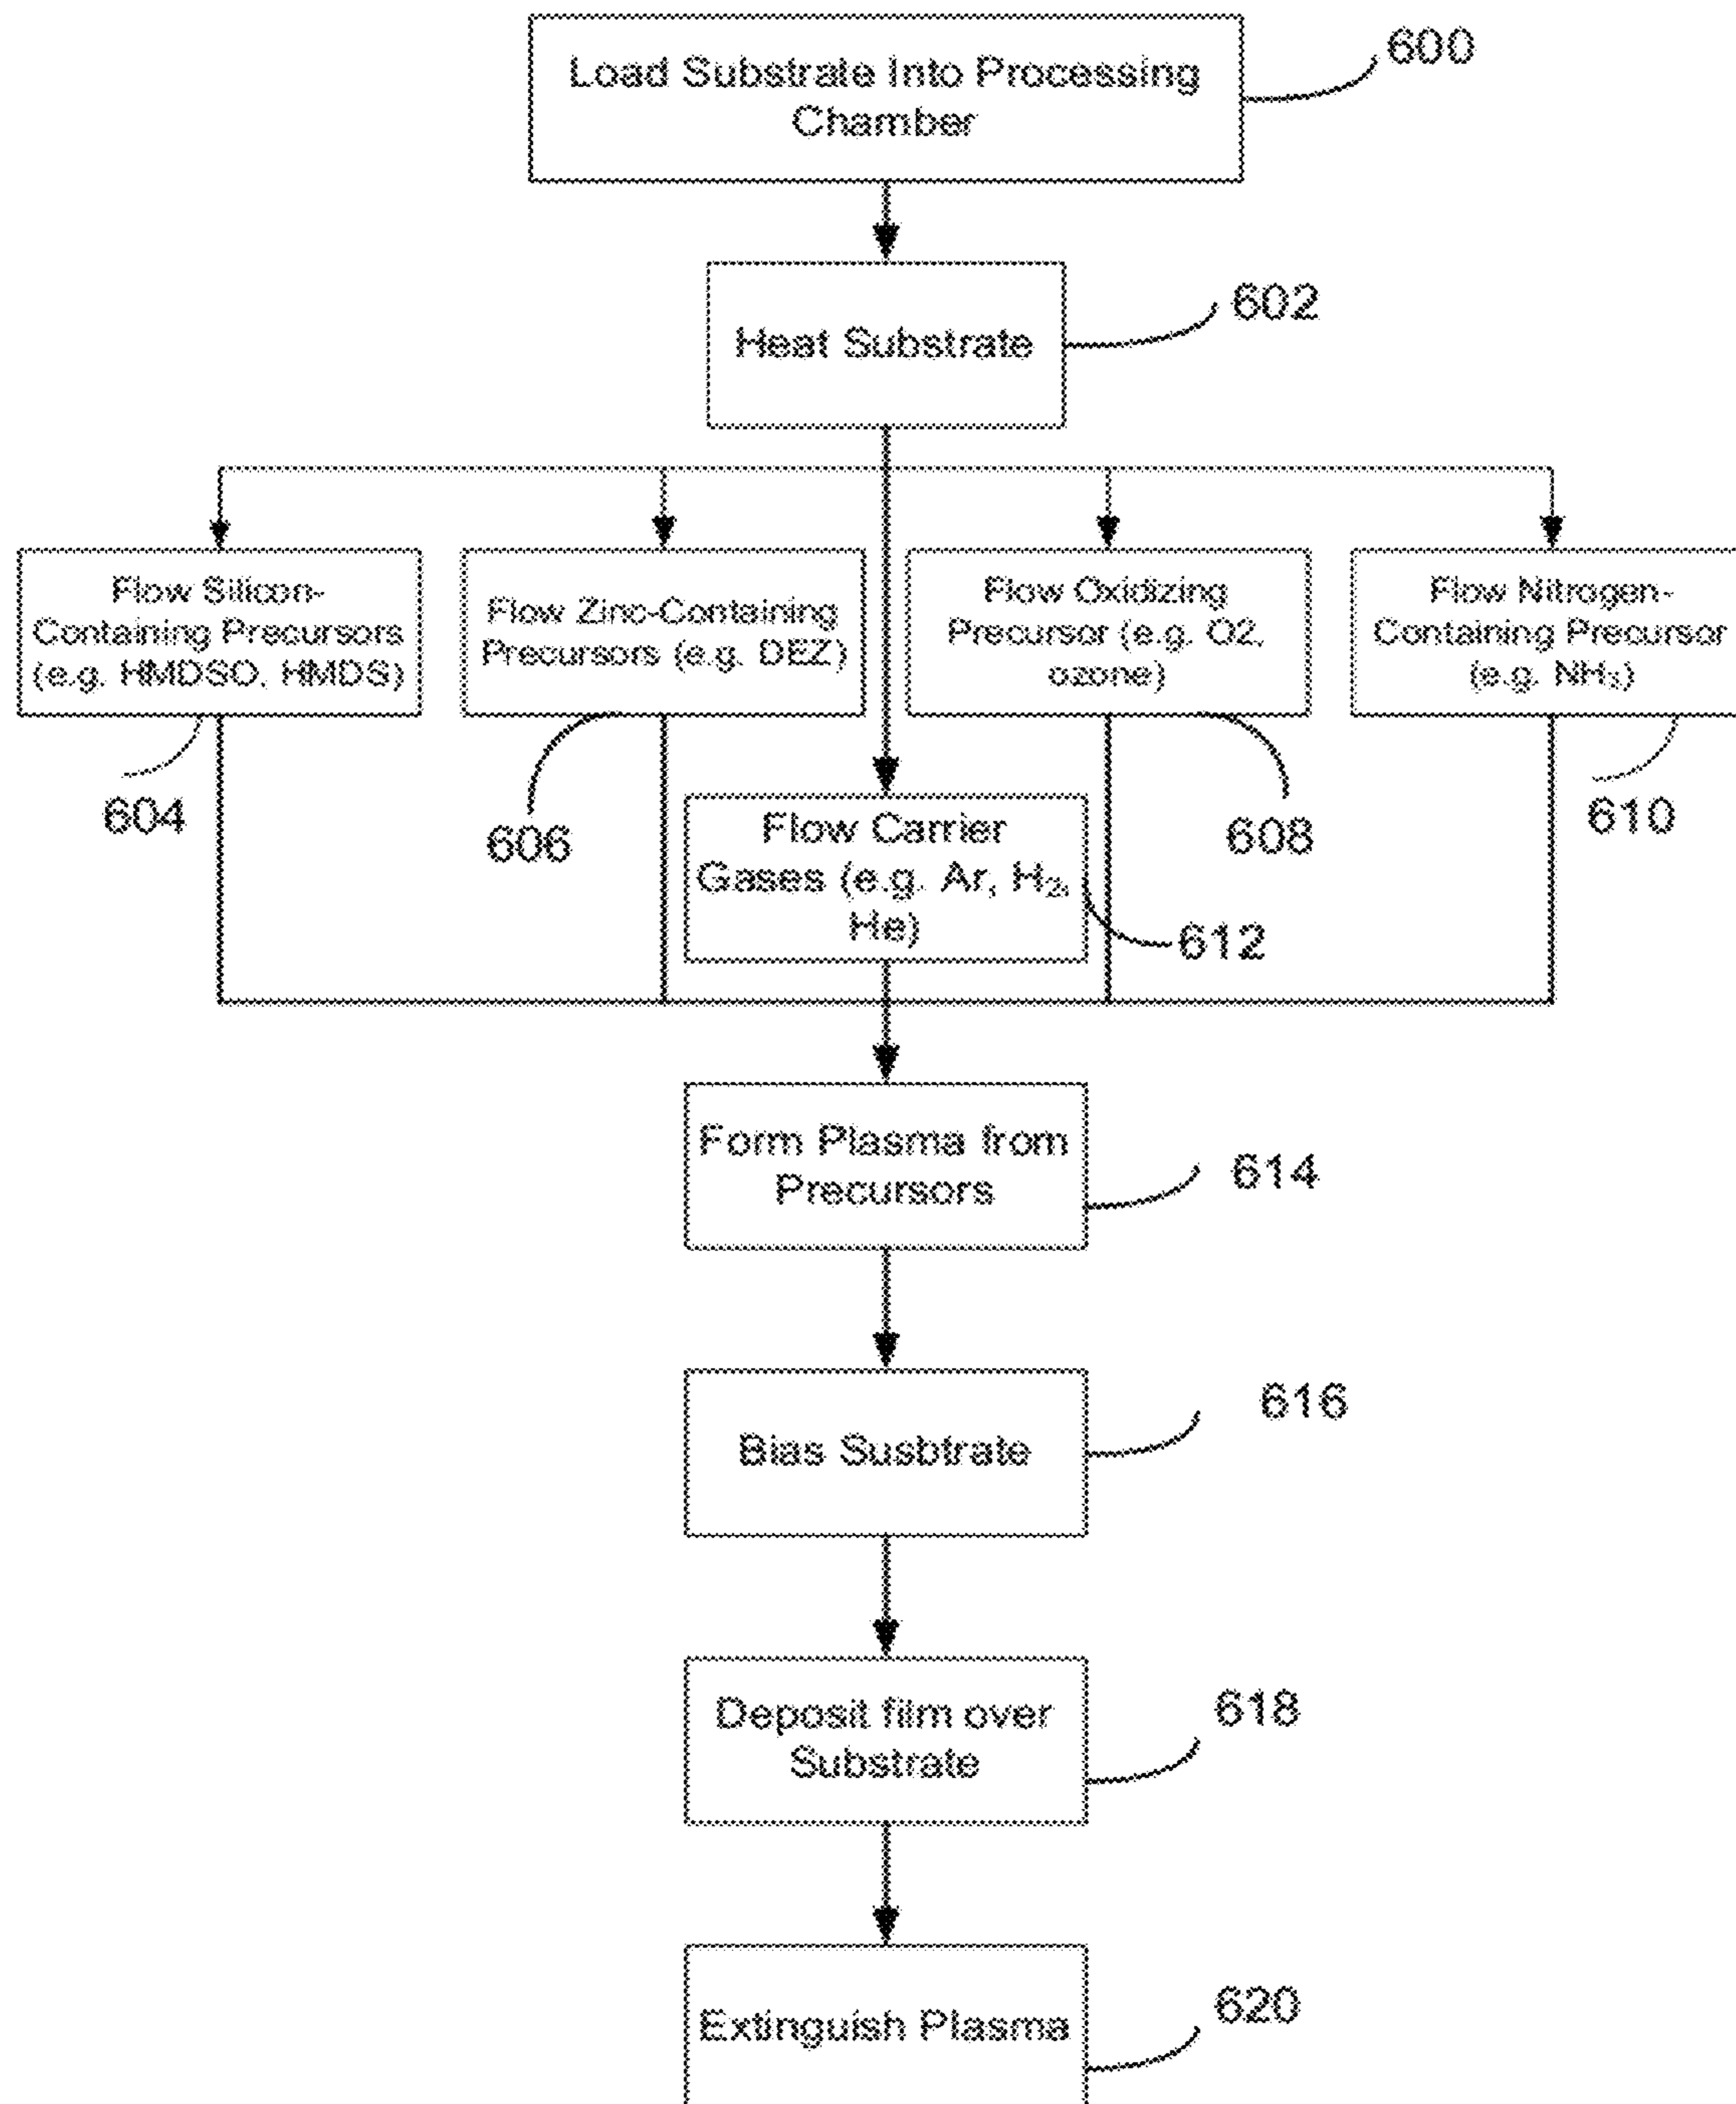 Load Substrate Into Processing
Chamber
600
Heat Substrate
602
Flow Silicon-
Containing Precursors
(e.g. HMDSO, HMDS)
604
Flow Zinc-Containing
Precursors (e.g. DEZ)
606
Flow Oxidizing
Precursor (e.g. O2,
ozone)
608
Flow Nitrogen-
Containing Precursor
(e.g. NH₃)
610
Flow Carrier
Gases (e.g. Ar, H₂,
He)
612
Form Plasma from
Precursors
614
Bias Susbtrate
616
Deposit film over
Substrate
618
Extinguish Plasma
620